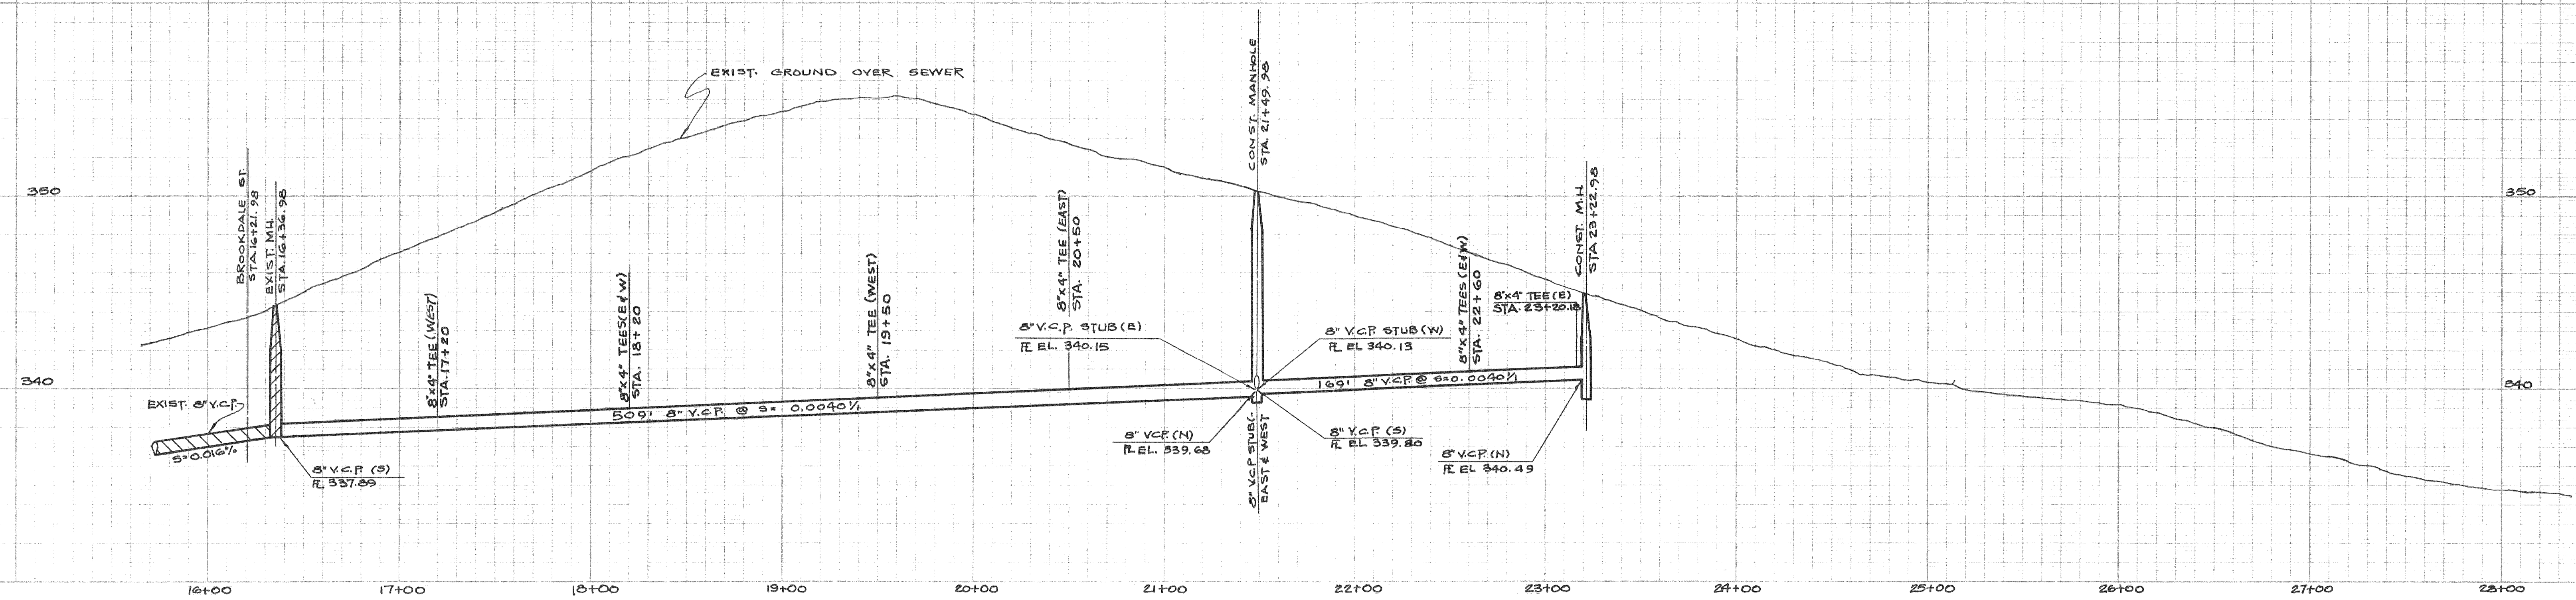 EXIST. GROUND OVER SEWER
CONST. MANHOLE
STA. 21+49.98
350
350
BROOKDALE ST.
STA. 16+21.98
EXIST. M.H.
STA. 16+36.98
CONST. M.H.
STA 23+22.98
8"x4" TEE (WEST)
STA. 17+20
8"x4" TEES (E & W)
STA. 18+20
8"x4" TEE (WEST)
STA. 19+50
8"x4" TEE (EAST)
STA. 20+50
8"x4" TEES (E & W)
STA. 22+60
8"x4" TEE (E)
STA. 23+20.18
8" V.C.P. STUB (E)
℄ EL. 340.15
8" V.C.P. STUB (W)
℄ EL 340.13
340
340
EXIST. 8" V.C.P.
S=0.016%
509' 8" V.C.P. @ S= 0.0040 1/1
169' 8" V.C.P. @ S=0.0040 1/1
8" V.C.P. (S)
℄ 337.89
8" VCP. (N)
℄ EL. 339.68
8" V.C.P STUB(-
EAST & WEST
8" V.C.P. (S)
℄ EL 339.80
8" V.C.P. (N)
℄ EL 340.49
16+00 17+00 18+00 19+00 20+00 21+00 22+00 23+00 24+00 25+00 26+00 27+00 28+00